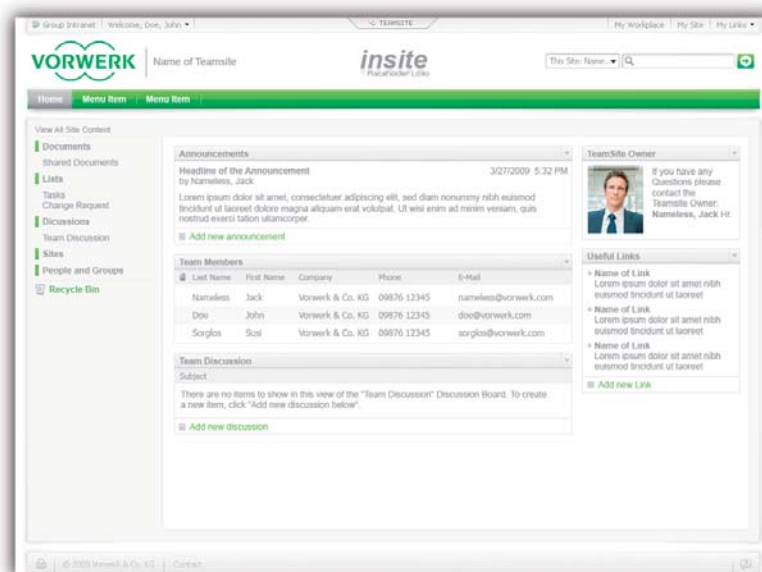 Group Intranet | Welcome, Doe, John
TEAMSITE
My Workplace | My Site | My Links
VORWERK
Name of Teamsite
insite
Placeholder Links
This Site: Name...
Home
Menu Item
Menu Item
View All Site Content
Documents
Shared Documents
Lists
Tasks
Change Request
Dicussions
Team Discussion
Sites
People and Groups
Recycle Bin
Announcements
Headline of the Announcement 3/27/2009 5:32 PM
by Nameless, Jack
Lorem ipsum dolor sit amet, consectetuer adipiscing elit, sed diam nonummy nibh euismod
tincidunt ut laoreet dolore magna aliquam erat volutpat. Ut wisi enim ad minim veniam, quis
nostrud exerci tation ullamcorper.
Add new announcement
Team Members
Last Name First Name Company Phone E-Mail
Nameless Jack Vorwerk & Co. KG 09876 12345 nameless@vorwerk.com
Dou John Vorwerk & Co. KG 09876 12345 doe@vorwerk.com
Sorglos Susi Vorwerk & Co. KG 09876 12345 sorglos@vorwerk.com
Team Discussion
Subject
There are no items to show in this view of the "Team Discussion" Discussion Board. To create
a new item, click "Add new discussion below".
Add new discussion
TeamSite Owner
If you have any
Questions please
contact the
Teamsite Owner:
Nameless, Jack Hr.
Useful Links
Name of Link
Lorem ipsum dolor sit amet nibh
euismod tincidunt ut laoreet
Name of Link
Lorem ipsum dolor sit amet nibh
euismod tincidunt ut laoreet
Name of Link
Lorem ipsum dolor sit amet nibh
euismod tincidunt ut laoreet
Add new Link
© 2009 Vorwerk & Co. KG | Contact